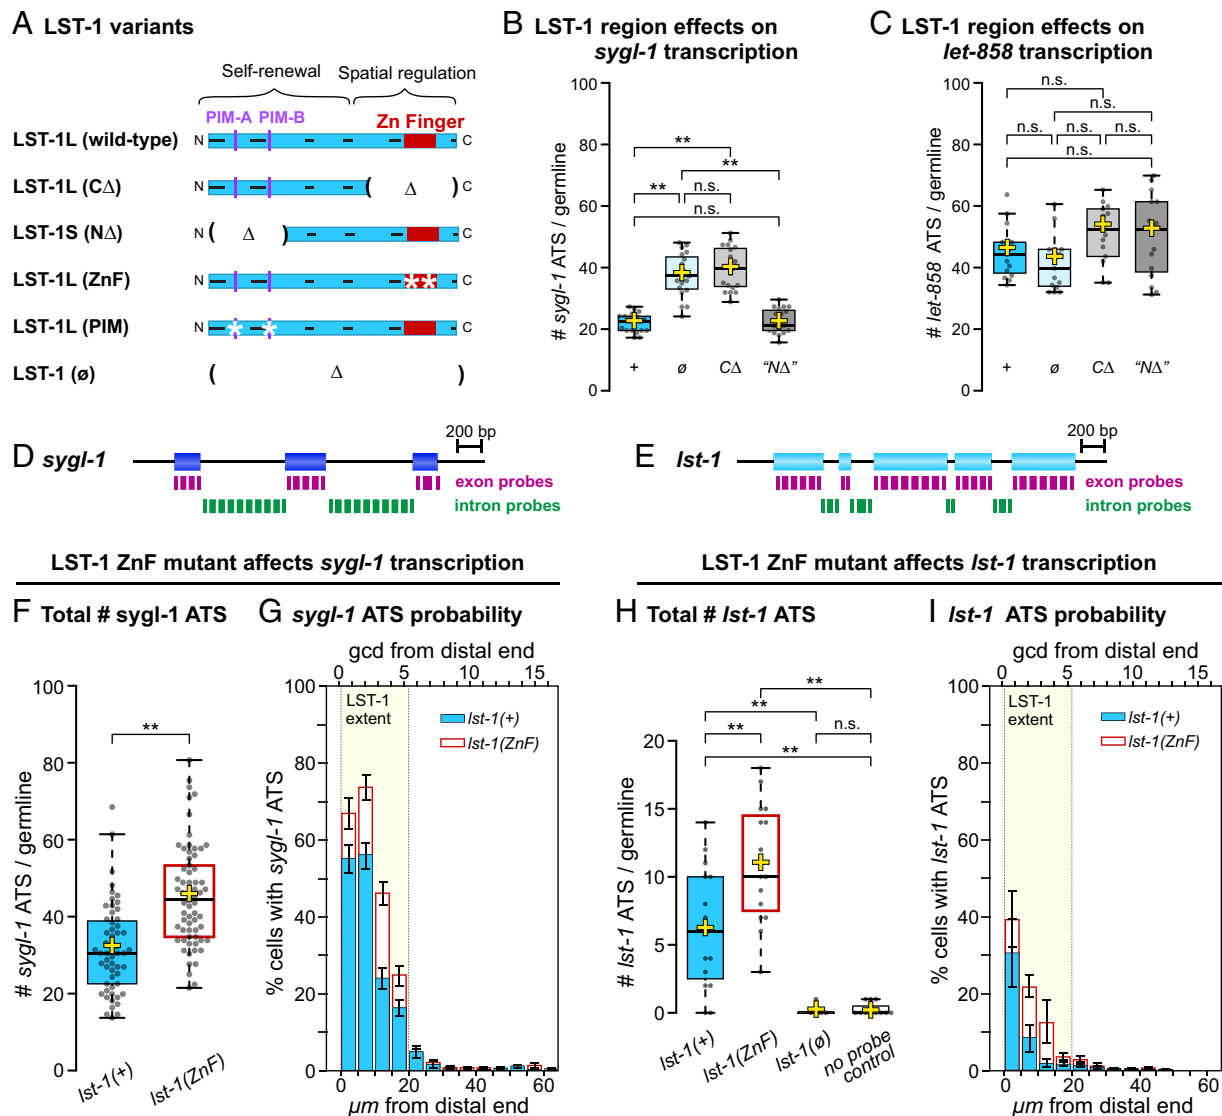 A LST-1 variants
Self-renewal
Spatial regulation
PIM-A PIM-B
Zn Finger
LST-1L (wild-type) N C
LST-1L (CΔ) N ( Δ ) C
LST-1S (NΔ) N ( Δ ) C
LST-1L (ZnF) N ** C
LST-1L (PIM) N * * C
LST-1 (ø) ( Δ )
B LST-1 region effects on
sygl-1 transcription
# sygl-1 ATS / germline
100
80
60
40
20
0
**
**
** n.s.
n.s.
+ ø CΔ “NΔ”
C LST-1 region effects on
let-858 transcription
# let-858 ATS / germline
100
80
60
40
20
0
n.s.
n.s.
n.s. n.s. n.s.
n.s.
+ ø CΔ “NΔ”
D sygl-1
200 bp
exon probes
intron probes
E lst-1
200 bp
exon probes
intron probes
LST-1 ZnF mutant affects sygl-1 transcription
F Total # sygl-1 ATS
# sygl-1 ATS / germline
100
80
60
40
20
0
**
lst-1(+) lst-1(ZnF)
G sygl-1 ATS probability
gcd from distal end
0 5 10 15
% cells with sygl-1 ATS
100
80
60
40
20
0
LST-1
extent
lst-1(+)
lst-1(ZnF)
0 20 40 60
μm from distal end
LST-1 ZnF mutant affects lst-1 transcription
H Total # lst-1 ATS
# lst-1 ATS / germline
20
15
10
5
0
**
**
** n.s.
**
lst-1(+) lst-1(ZnF) lst-1(ø) no probe
control
I lst-1 ATS probability
gcd from distal end
0 5 10 15
% cells with lst-1 ATS
100
80
60
40
20
0
LST-1
extent
lst-1(+)
lst-1(ZnF)
0 20 40 60
μm from distal end